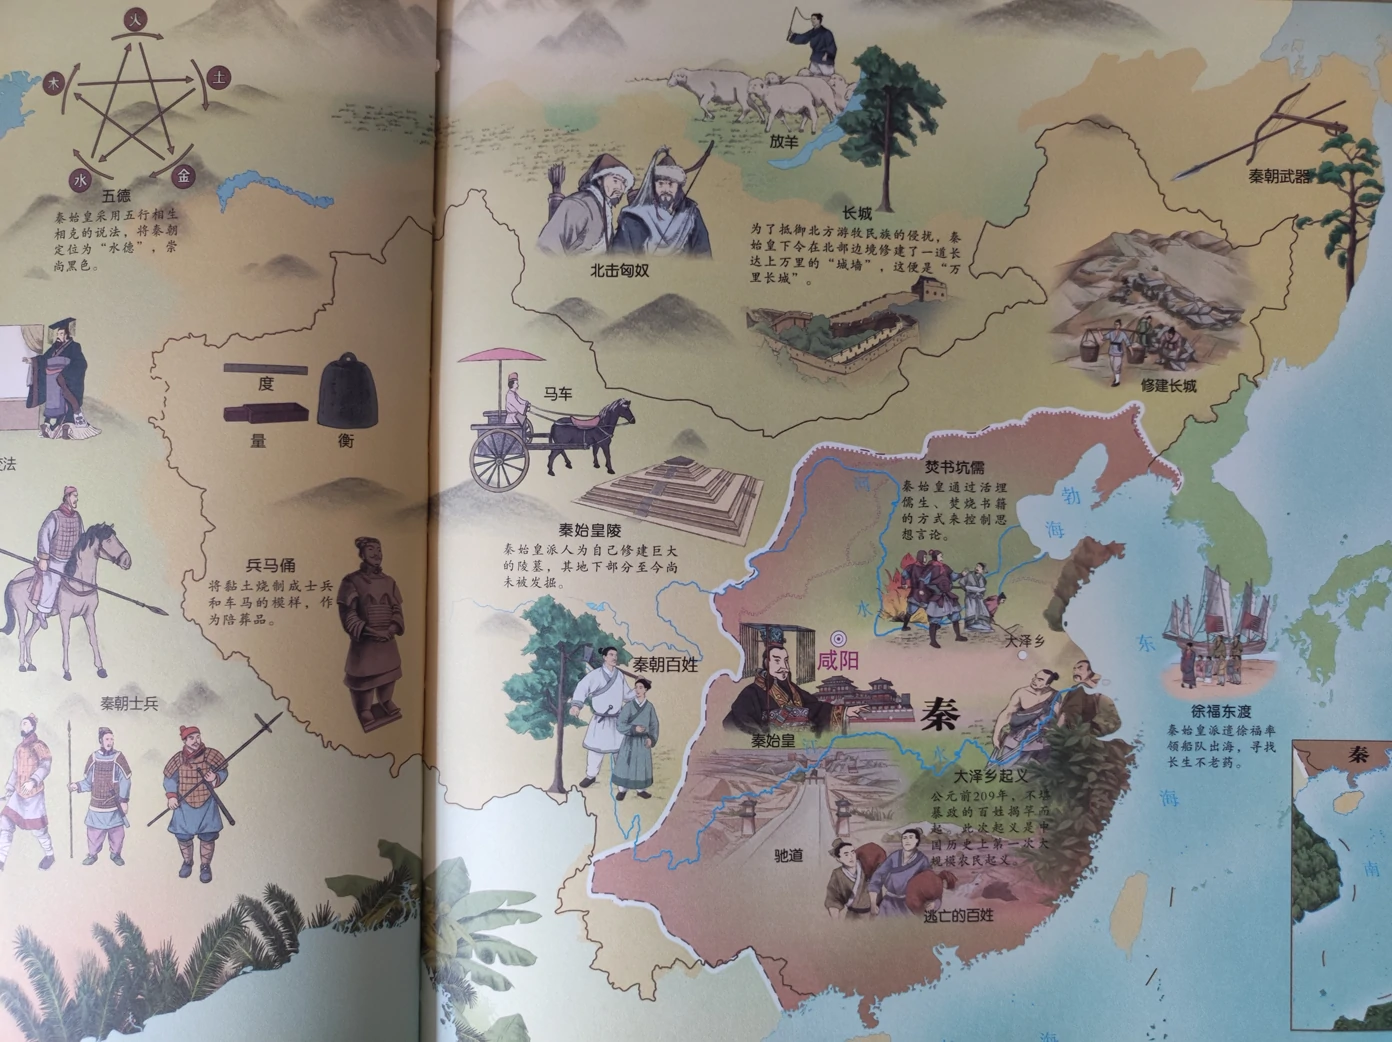 火
土
木
水
金
五德
秦始皇采用五行相生
相克的说法，将秦朝
定位为“水德”，崇
尚黑色。
变法
度
量
衡
兵马俑
将黏土烧制成士兵
和车马的模样，作
为陪葬品。
秦朝士兵
放羊
北击匈奴
长城
为了抵御北方游牧民族的侵扰，秦
始皇下令在北部边境修建了一道长
达上万里的“城墙”，这便是“万
里长城”。
秦朝武器
修建长城
马车
秦始皇陵
秦始皇派人为自己修建巨大
的陵墓，其地下部分至今尚
未被发掘。
焚书坑儒
秦始皇通过活埋
儒生、焚烧书籍
的方式来控制思
想言论。
河
水
勃
海
东
海
秦朝百姓
咸阳
大泽乡
秦始皇
秦
江
水
大泽乡起义
公元前209年，不堪
暴政的百姓揭竿而
起，此次起义是中
国历史上第一次大
规模农民起义。
驰道
逃亡的百姓
徐福东渡
秦始皇派遣徐福率
领船队出海，寻找
长生不老药。
秦
南
海